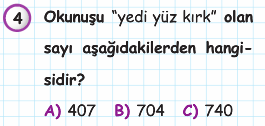 4 Okunuşu "yedi yüz kırk" olan
sayı aşağıdakilerden hangi-
sidir?
A) 407 B) 704 C) 740